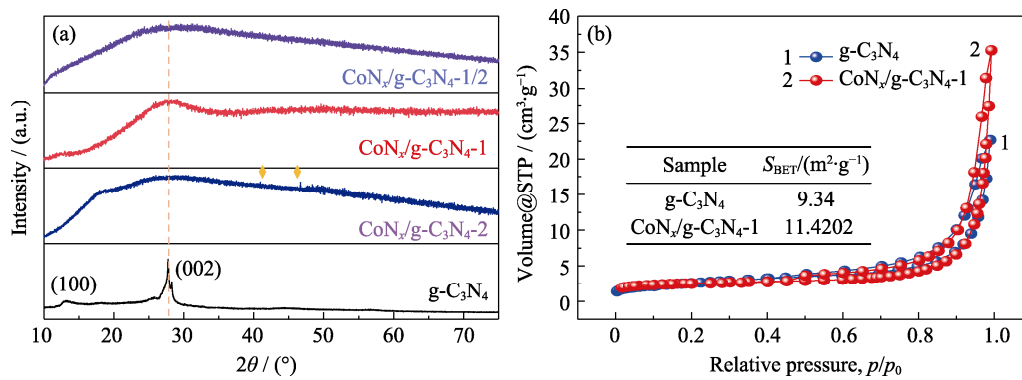 (a)
CoNx/g-C3N4-1/2
CoNx/g-C3N4-1
CoNx/g-C3N4-2
(100)
(002)
g-C3N4
Intensity / (a.u.)
10 20 30 40 50 60 70
2θ / (°)
(b)
1 g-C3N4
2 CoNx/g-C3N4-1
2
1
Sample SBET/(m²·g⁻¹)
g-C3N4 9.34
CoNx/g-C3N4-1 11.4202
Volume@STP / (cm³·g⁻¹)
40
35
30
25
20
15
10
5
0
0 0.2 0.4 0.6 0.8 1.0
Relative pressure, p/p0